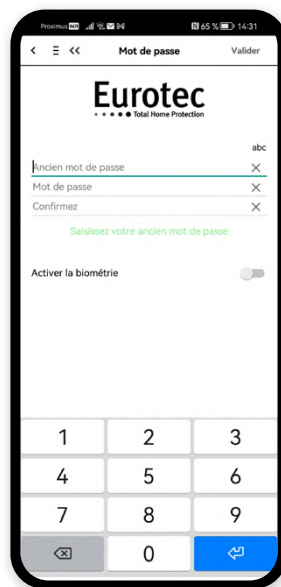 Proximus 65 % 14:31
< << Mot de passe Valider
Eurotec
Total Home Protection
abc
Ancien mot de passe
Mot de passe
Confirmez
Saisissez votre ancien mot de passe
Activer la biométrie
1 2 3
4 5 6
7 8 9
0